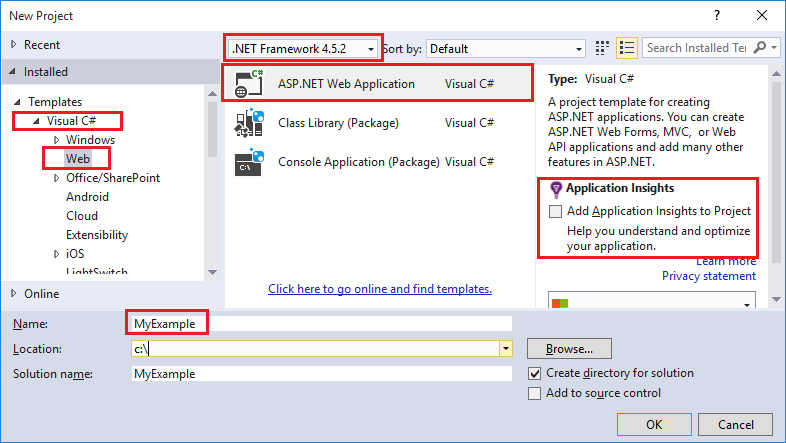 New Project
?
Recent
.NET Framework 4.5.2
Sort by:
Default
Search Installed Te
Installed
Templates
Visual C#
Windows
Web
Office/SharePoint
Android
Cloud
Extensibility
iOS
LightSwitch
Online
ASP.NET Web Application
Visual C#
Class Library (Package)
Visual C#
C:\
Console Application (Package)
Visual C#
Click here to go online and find templates.
Type: Visual C#
A project template for creating
ASP.NET applications. You can create
ASP.NET Web Forms, MVC, or Web
API applications and add many other
features in ASP.NET.
Application Insights
Add Application Insights to Project
Help you understand and optimize
your application.
Learn more
Privacy statement
Name:
MyExample
Location:
c:\
Browse...
Solution name:
MyExample
Create directory for solution
Add to source control
OK
Cancel